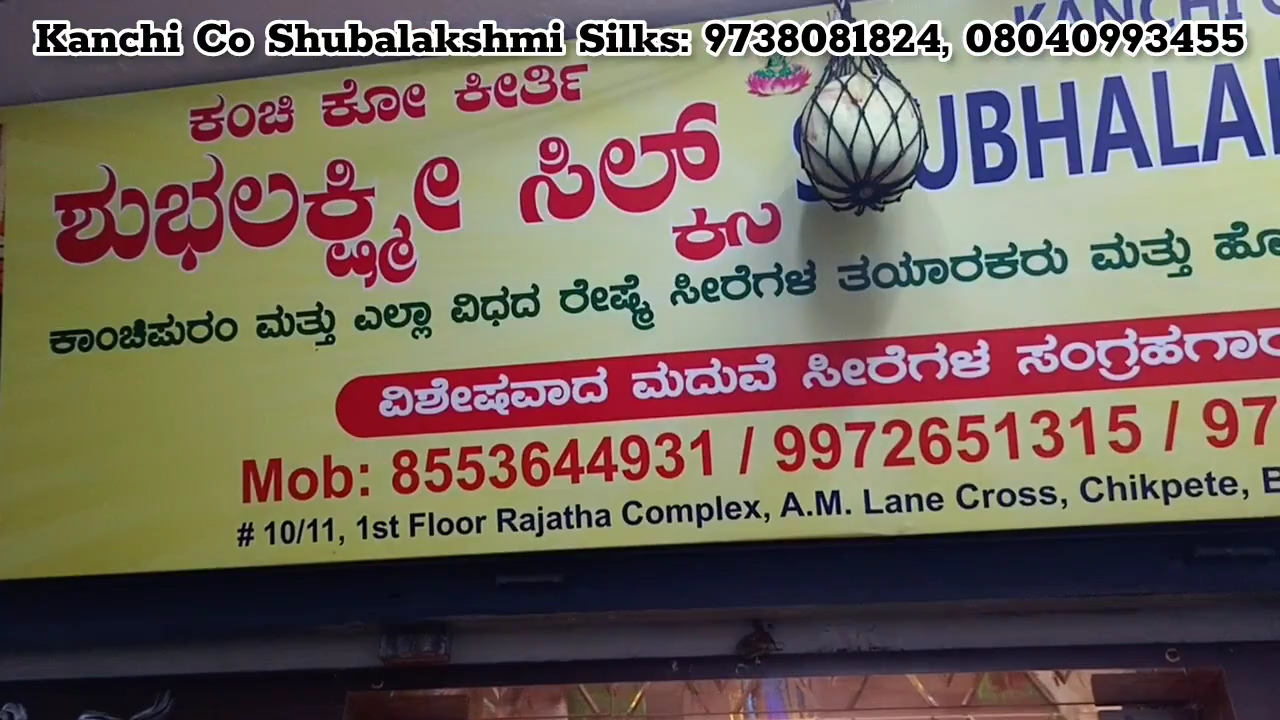 Kanchi Co Shubalakshmi Silks: 9738081824, 08040993455
ಕಂಚಿ ಕೋ ಕೀರ್ತಿ
KANCHI
ಶುಭಲಕ್ಷ್ಮೀ ಸಿಲ್ಕ್ಸ್
UBHALA
ಕಾಂಚಿಪುರಂ ಮತ್ತು ಎಲ್ಲಾ ವಿಧದ ರೇಷ್ಮೆ ಸೀರೆಗಳ ತಯಾರಕರು ಮತ್ತು ಹೋ
ವಿಶೇಷವಾದ ಮದುವೆ ಸೀರೆಗಳ ಸಂಗ್ರಹಗಾರ
Mob: 8553644931 / 9972651315 / 97
# 10/11, 1st Floor Rajatha Complex, A.M. Lane Cross, Chikpete, B